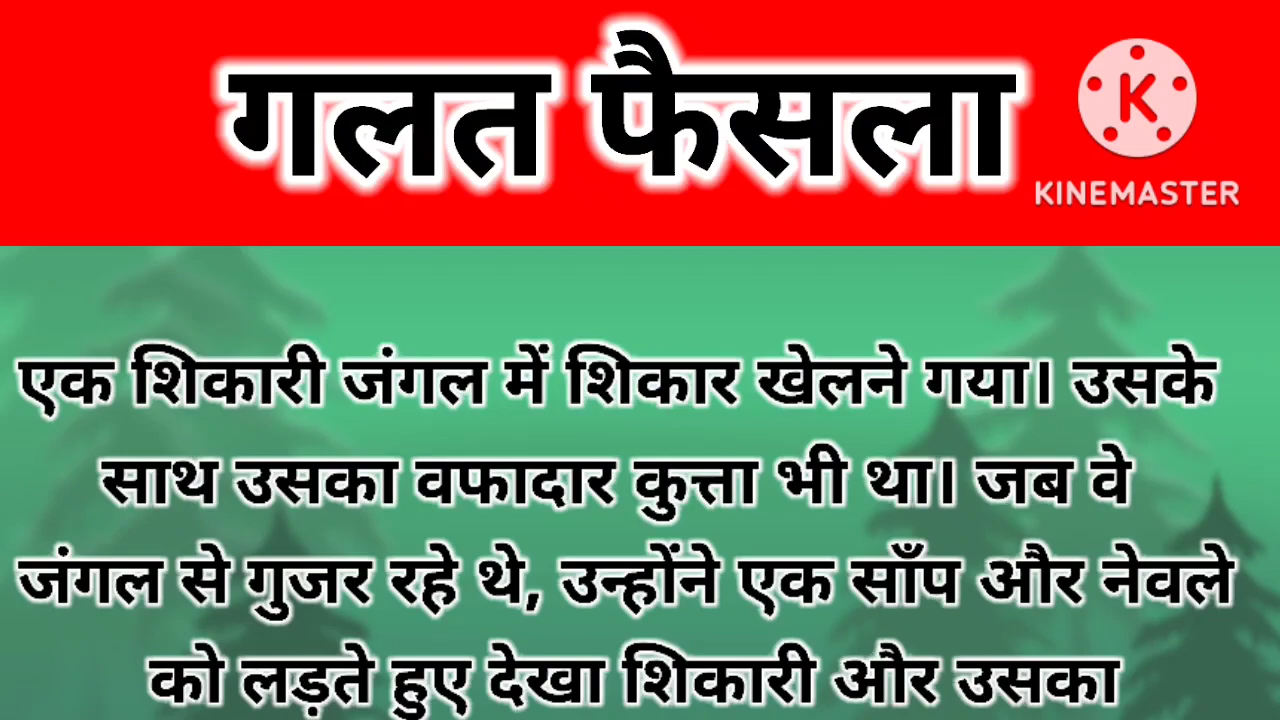 गलत फैसला
K
KINEMASTER
एक शिकारी जंगल में शिकार खेलने गया। उसके
साथ उसका वफादार कुत्ता भी था। जब वे
जंगल से गुजर रहे थे, उन्होंने एक साँप और नेवले
को लड़ते हुए देखा शिकारी और उसका